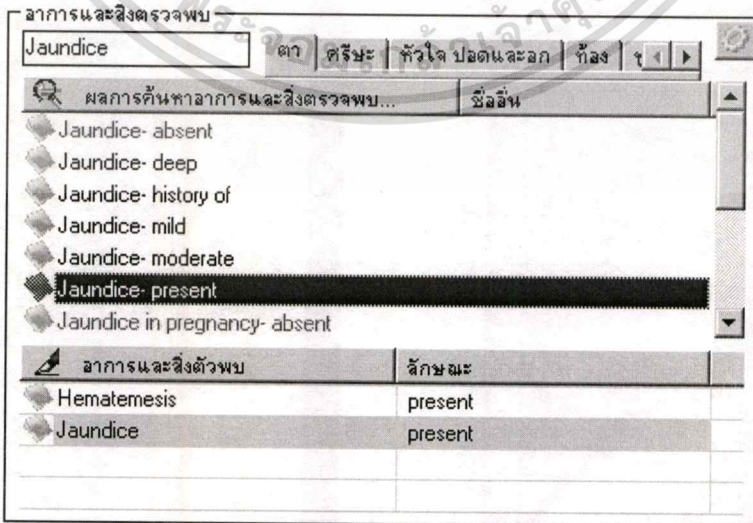 อาการและสิ่งตรวจพบ
Jaundice ตา ศรีษะ หัวใจ ปอดและอก ท้อง
ผลการค้นหาอาการและสิ่งตรวจพบ... ชื่ออื่น
Jaundice- absent
Jaundice- deep
Jaundice- history of
Jaundice- mild
Jaundice- moderate
Jaundice- present
Jaundice in pregnancy- absent
อาการและสิ่งตัวพบ ลักษณะ
Hematemesis present
Jaundice present